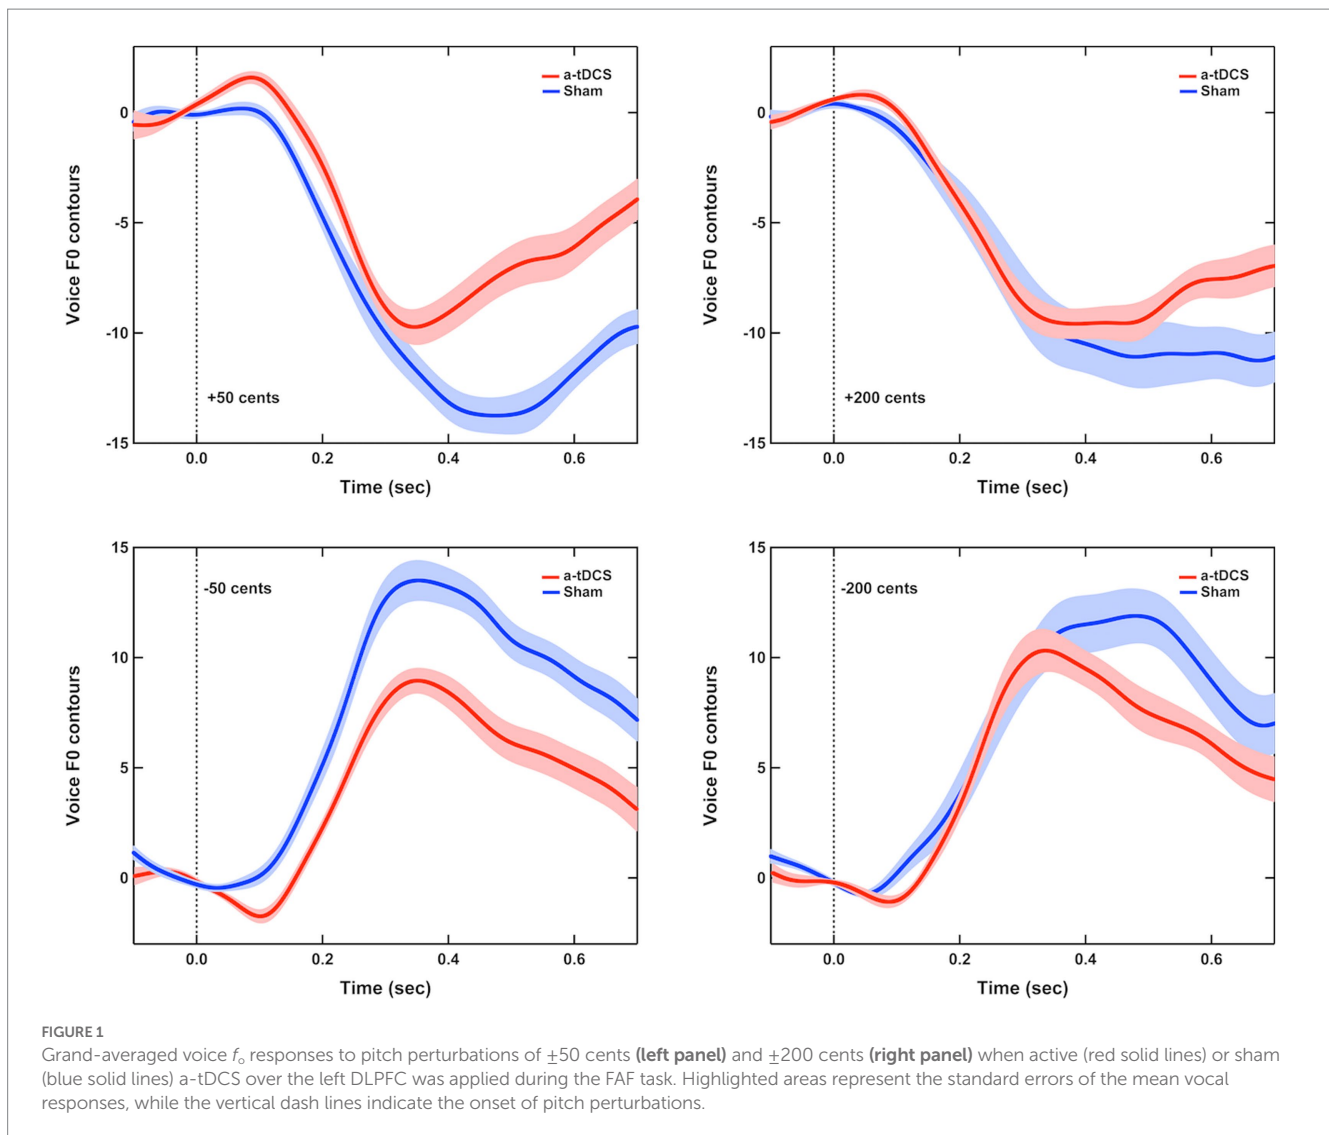 a-tDCS
Sham
0
-5
-10
-15
Voice F0 contours
+50 cents
0.0 0.2 0.4 0.6
Time (sec)
a-tDCS
Sham
0
-5
-10
-15
Voice F0 contours
+200 cents
0.0 0.2 0.4 0.6
Time (sec)
15
10
5
0
Voice F0 contours
-50 cents
a-tDCS
Sham
0.0 0.2 0.4 0.6
Time (sec)
15
10
5
0
Voice F0 contours
-200 cents
a-tDCS
Sham
0.0 0.2 0.4 0.6
Time (sec)
FIGURE 1
Grand-averaged voice fₒ responses to pitch perturbations of ±50 cents (left panel) and ±200 cents (right panel) when active (red solid lines) or sham
(blue solid lines) a-tDCS over the left DLPFC was applied during the FAF task. Highlighted areas represent the standard errors of the mean vocal
responses, while the vertical dash lines indicate the onset of pitch perturbations.